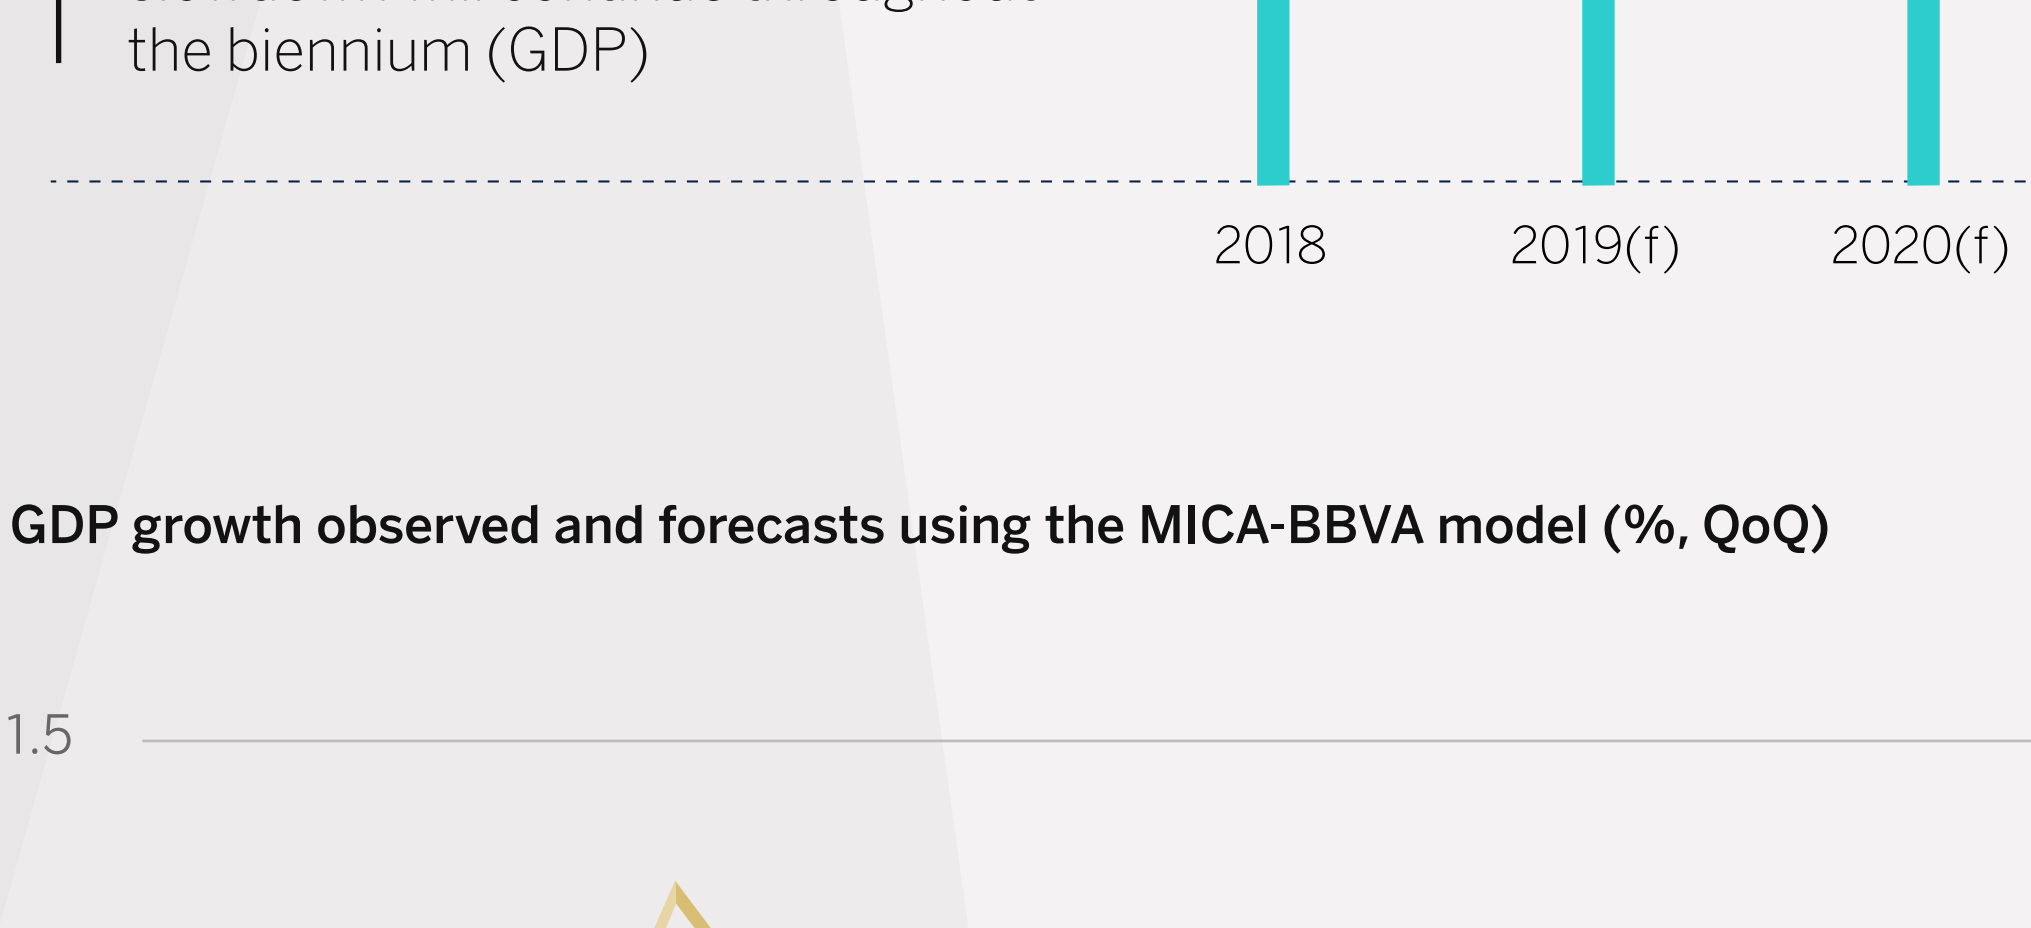 the biennium (GDP)
2018 2019(f) 2020(f)
GDP growth observed and forecasts using the MICA-BBVA model (%, QoQ)
1.5